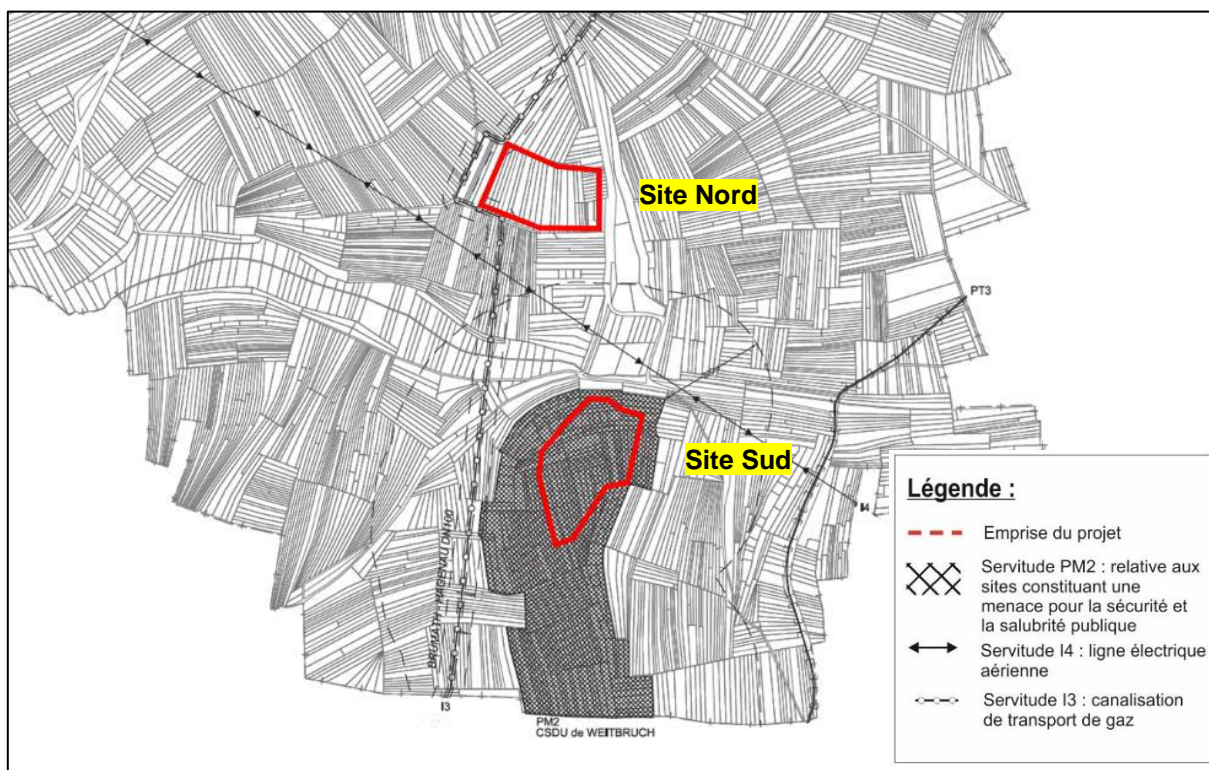 Site Nord
PT3
Site Sud
I4
I3
PM2
CSDU de WEITBRUCH
Légende :
Emprise du projet
Servitude PM2 : relative aux
sites constituant une
menace pour la sécurité et
la salubrité publique
Servitude I4 : ligne électrique
aérienne
Servitude I3 : canalisation
de transport de gaz